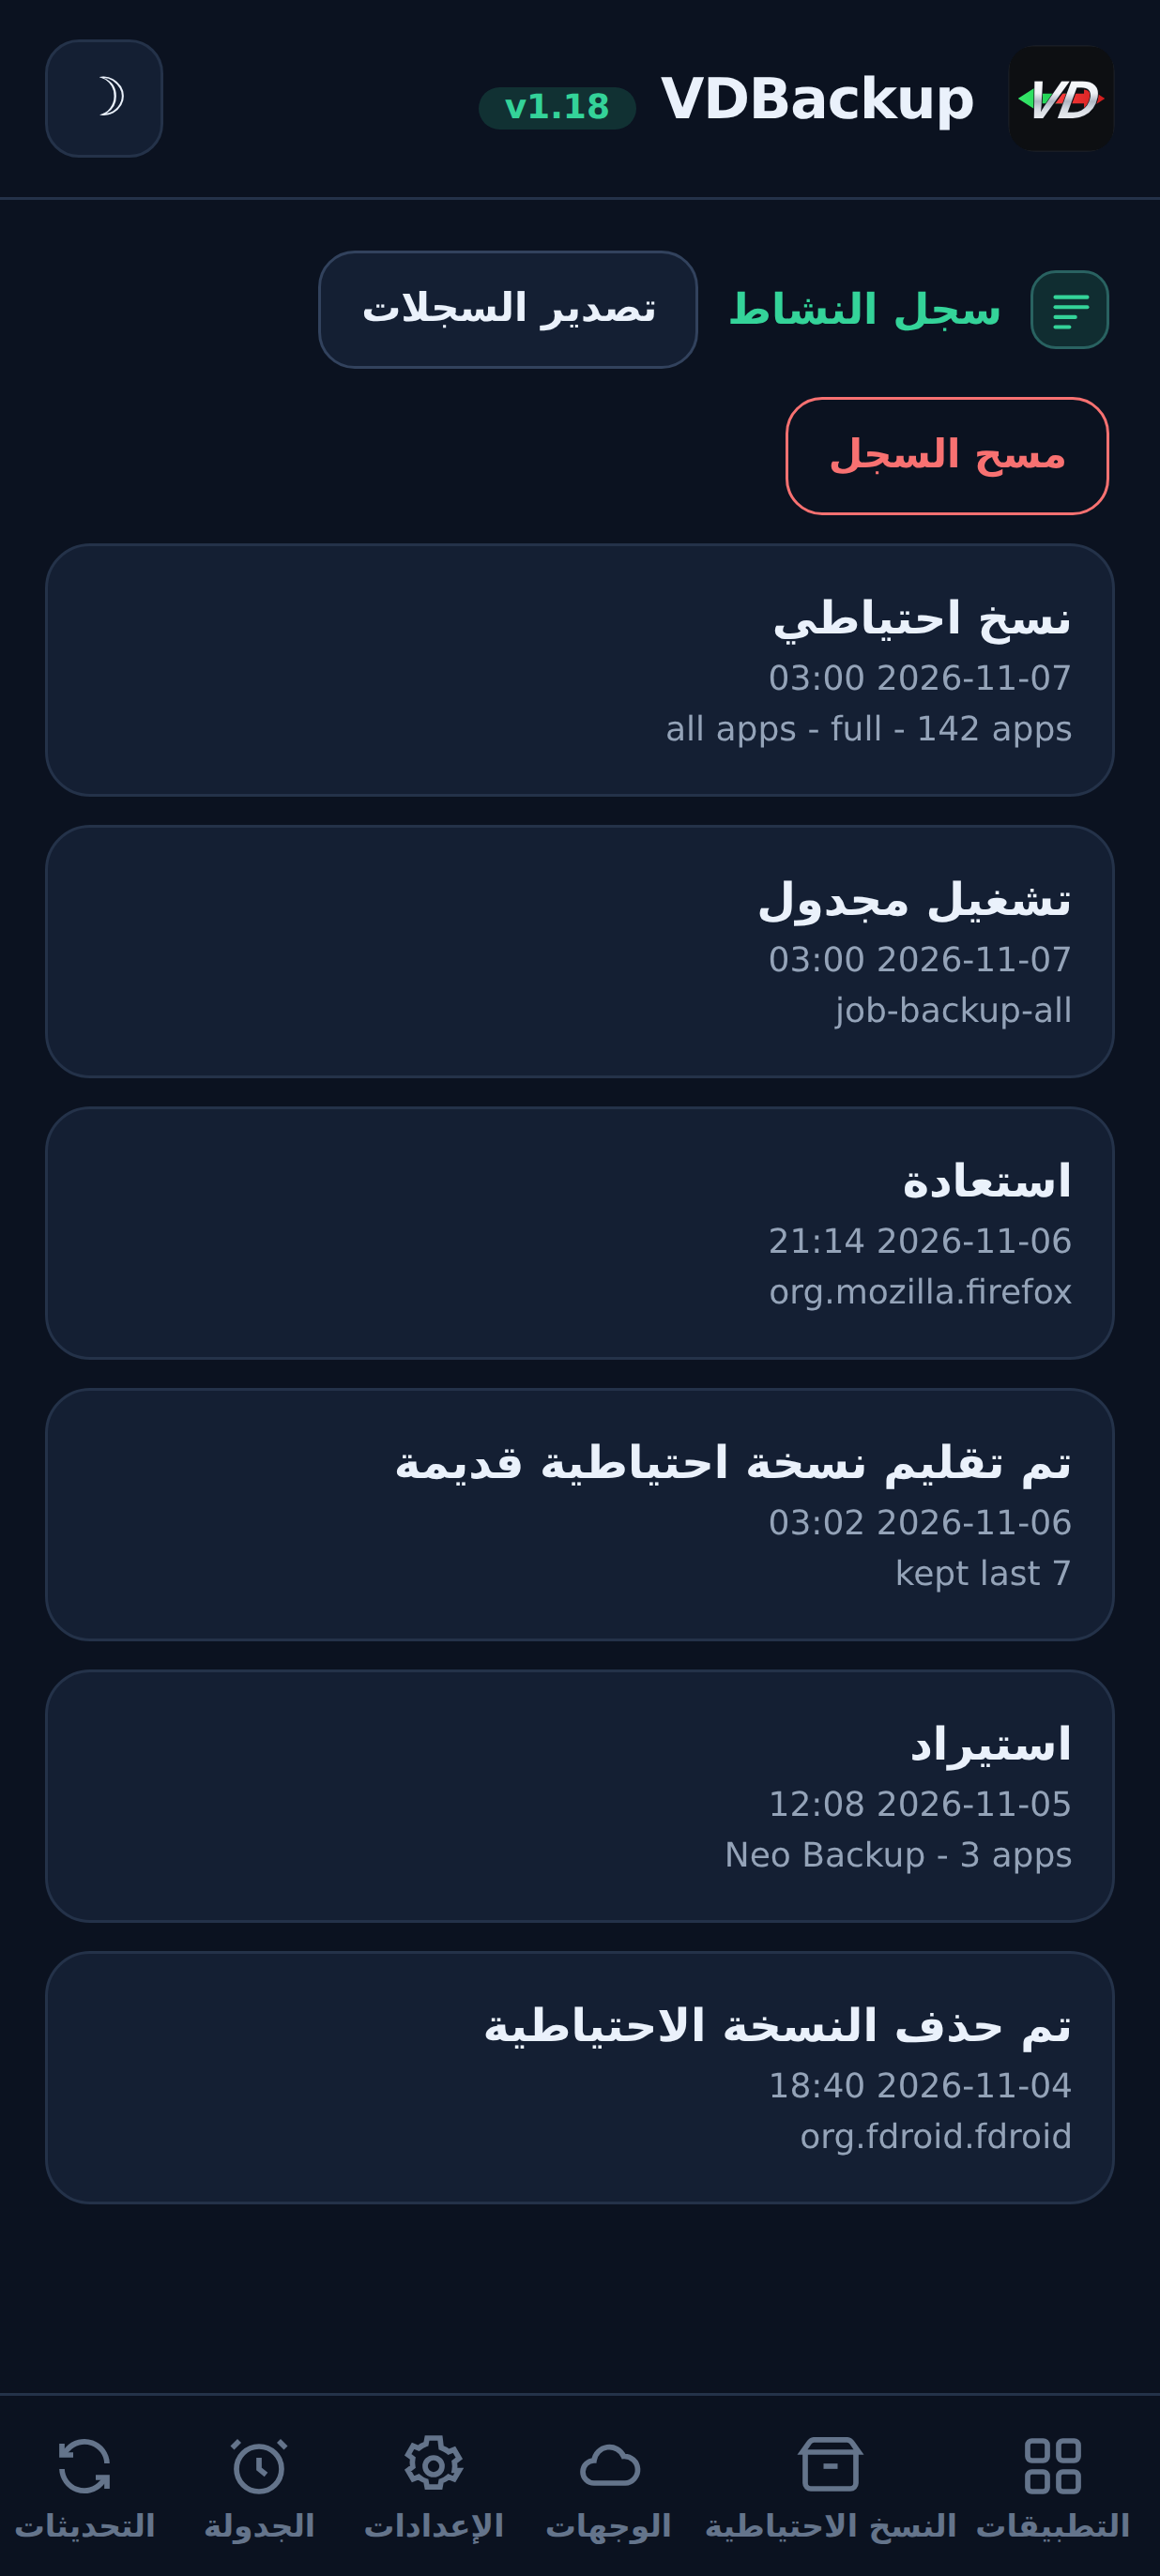 VD VDBackup v1.18
سجل النشاط تصدير السجلات
مسح السجل
نسخ احتياطي
03:00 2026-11-07
all apps - full - 142 apps
تشغيل مجدول
03:00 2026-11-07
job-backup-all
استعادة
21:14 2026-11-06
org.mozilla.firefox
تم تقليم نسخة احتياطية قديمة
03:02 2026-11-06
kept last 7
استيراد
12:08 2026-11-05
Neo Backup - 3 apps
تم حذف النسخة الاحتياطية
18:40 2026-11-04
org.fdroid.fdroid
التطبيقات النسخ الاحتياطية الوجهات الإعدادات الجدولة التحديثات